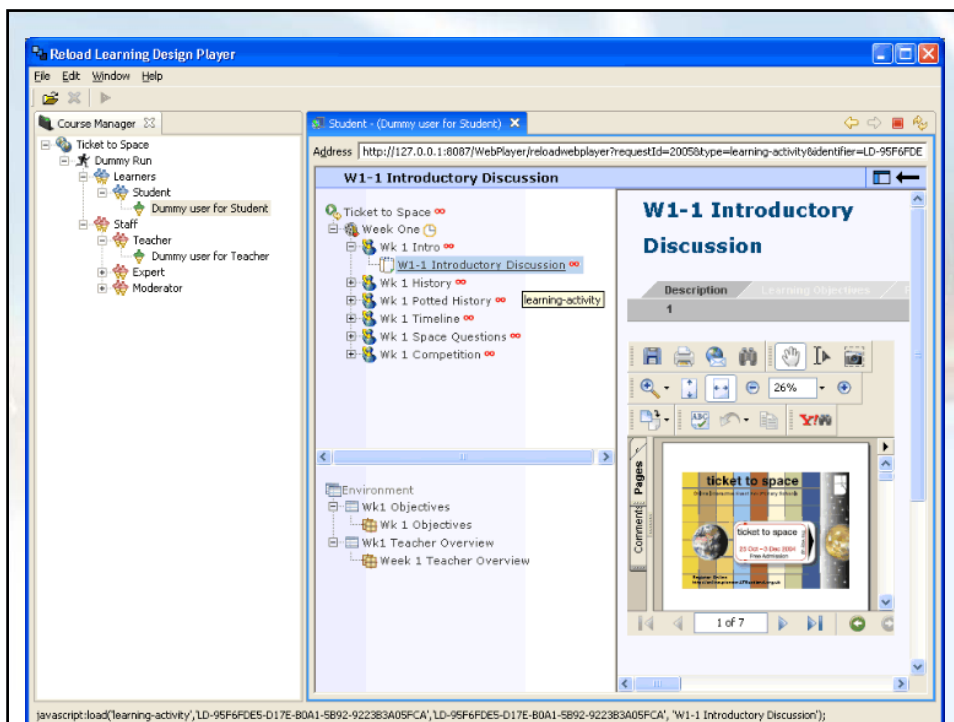 Reload Learning Design Player
File Edit Window Help
Course Manager
Ticket to Space
Dummy Run
Learners
Student
Dummy user for Student
Staff
Teacher
Dummy user for Teacher
Expert
Moderator
Student - (Dummy user for Student)
Address http://127.0.0.1:8087/WebPlayer/reloadwebplayer?requestId=2005&type=learning-activity&identifier=LD-95F6FDE
W1-1 Introductory Discussion
Ticket to Space
Week One
Wk 1 Intro
W1-1 Introductory Discussion
Wk 1 History
learning-activity
Wk 1 Potted History
Wk 1 Timeline
Wk 1 Space Questions
Wk 1 Competition
Environment
Wk1 Objectives
Wk 1 Objectives
Wk1 Teacher Overview
Week 1 Teacher Overview
W1-1 Introductory
Discussion
Description Learning Objectives
1
26%
ABC
Y!
Pages
Comments
ticket to space
ticket to space
Free Admission
1 of 7
javascript:load('learning-activity','LD-95F6FDE5-D17E-B0A1-5B92-9223B3A05FCA','LD-95F6FDE5-D17E-B0A1-5B92-9223B3A05FCA', 'W1-1 Introductory Discussion');